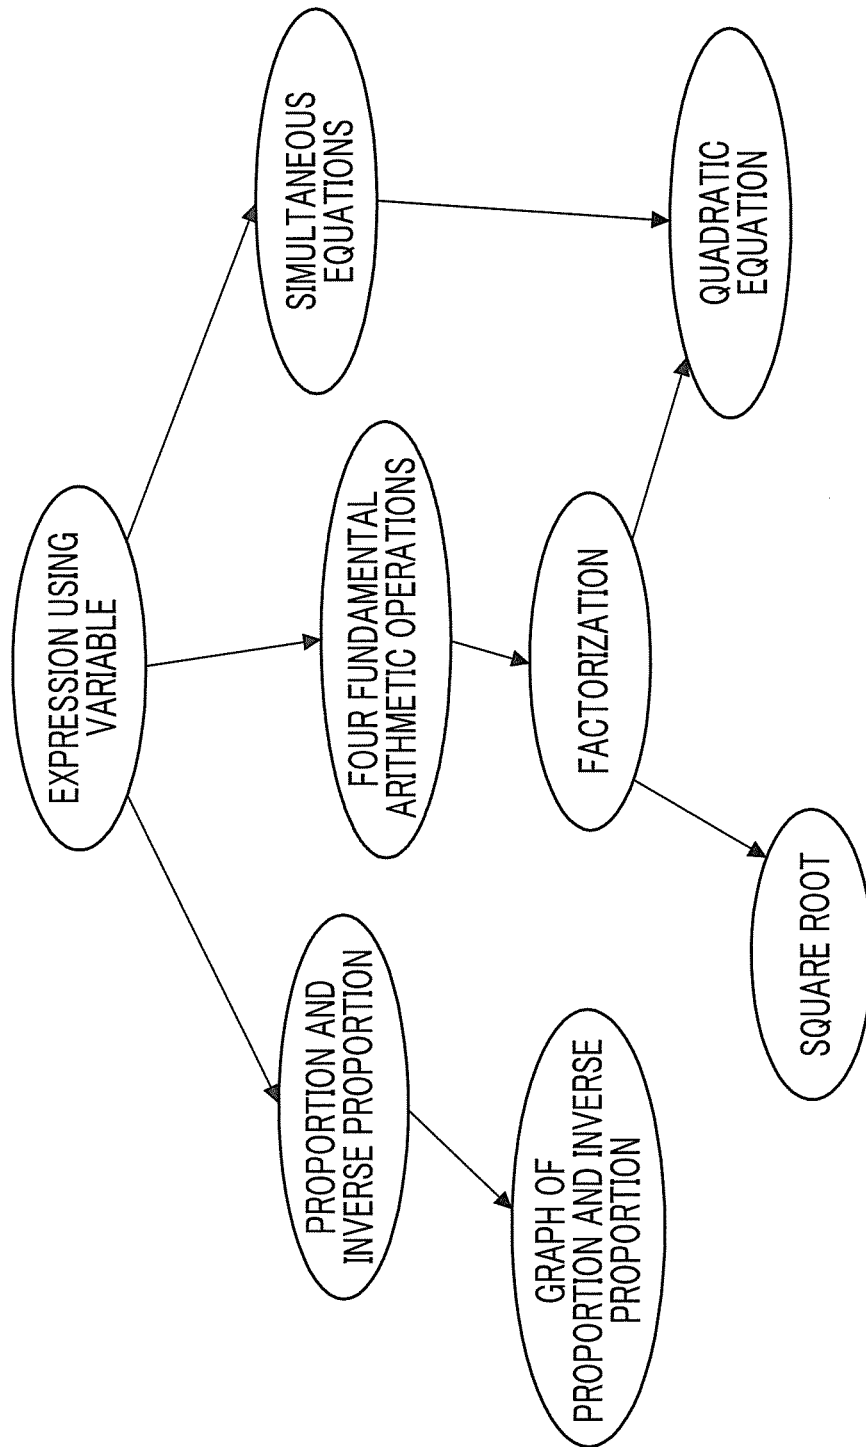 EXPRESSION USING
VARIABLE
PROPORTION AND
INVERSE PROPORTION
FOUR FUNDAMENTAL
ARITHMETIC OPERATIONS
SIMULTANEOUS
EQUATIONS
GRAPH OF
PROPORTION AND INVERSE
PROPORTION
FACTORIZATION
SQUARE ROOT
QUADRATIC
EQUATION